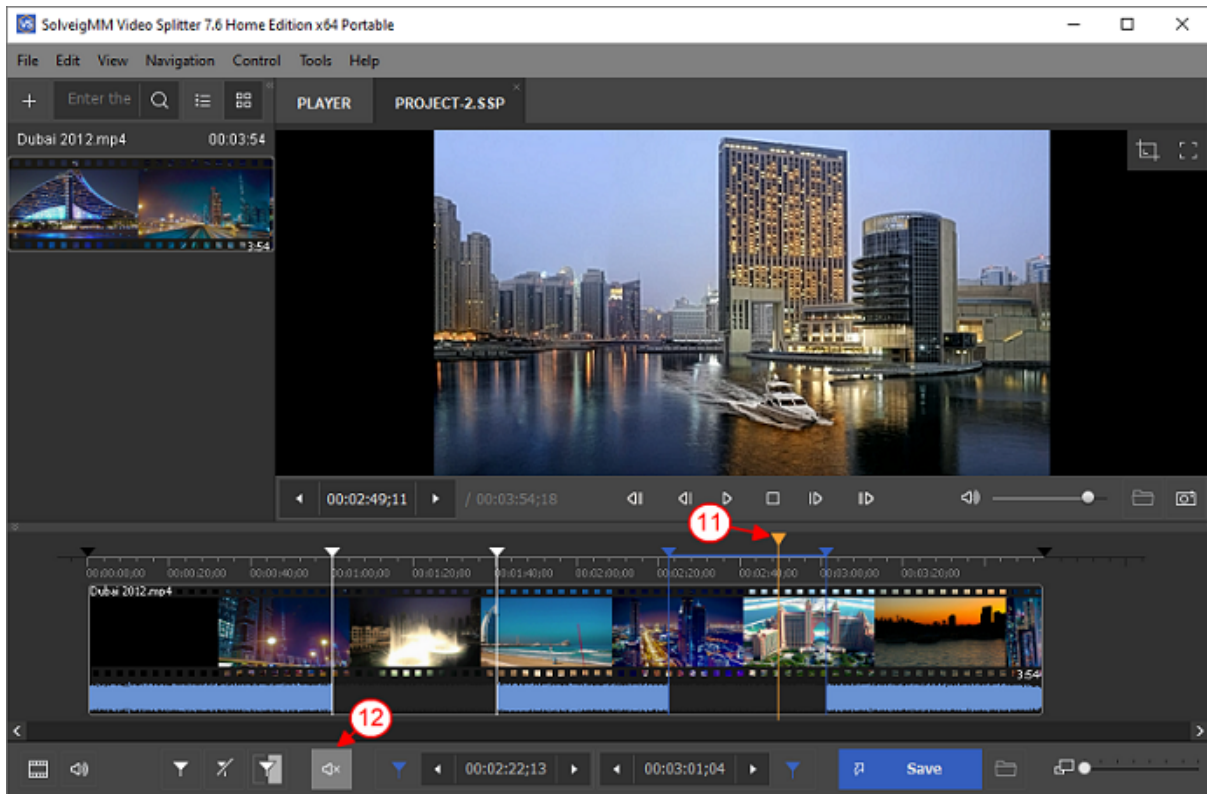 SolveigMM Video Splitter 7.6 Home Edition x64 Portable
File Edit View Navigation Control Tools Help
Enter the
PLAYER PROJECT-2.SSP
Dubai 2012.mp4 00:03:54
3:54
00:02:49;11 / 00:03:54;18
11
00:00:00;00 00:00:20;00 00:00:40;00 00:01:00;00 00:01:20;00 00:01:40;00 00:02:00;00 00:02:20;00 00:02:40;00 00:03:00;00 00:03:20;00
Dubai 2012.mp4
3:54
12
00:02:22;13 00:03:01;04 Save